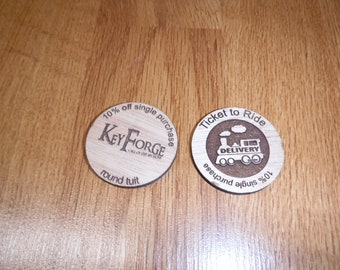 10% off single purchase
KEYFORGE
round tuit
Ticket to Ride
DELIVERY
10% single purchase